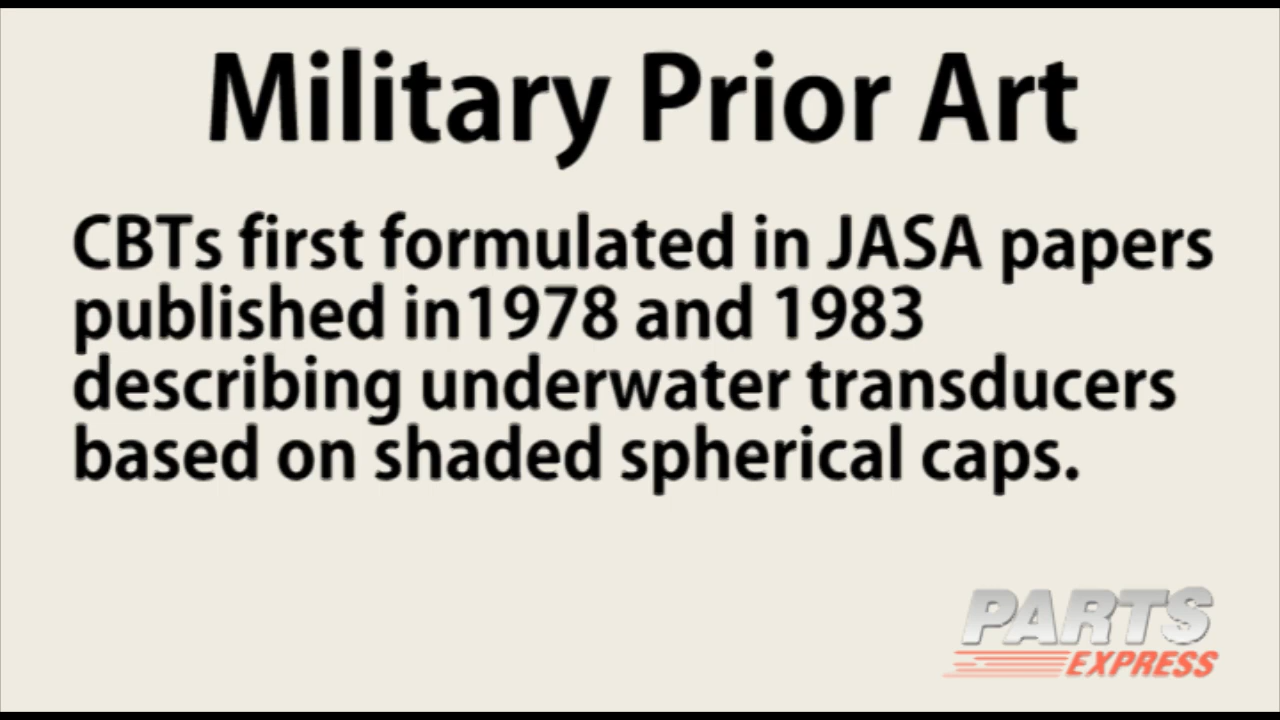 Military Prior Art
CBTs first formulated in JASA papers
published in1978 and 1983
describing underwater transducers
based on shaded spherical caps.
PARTS
EXPRESS